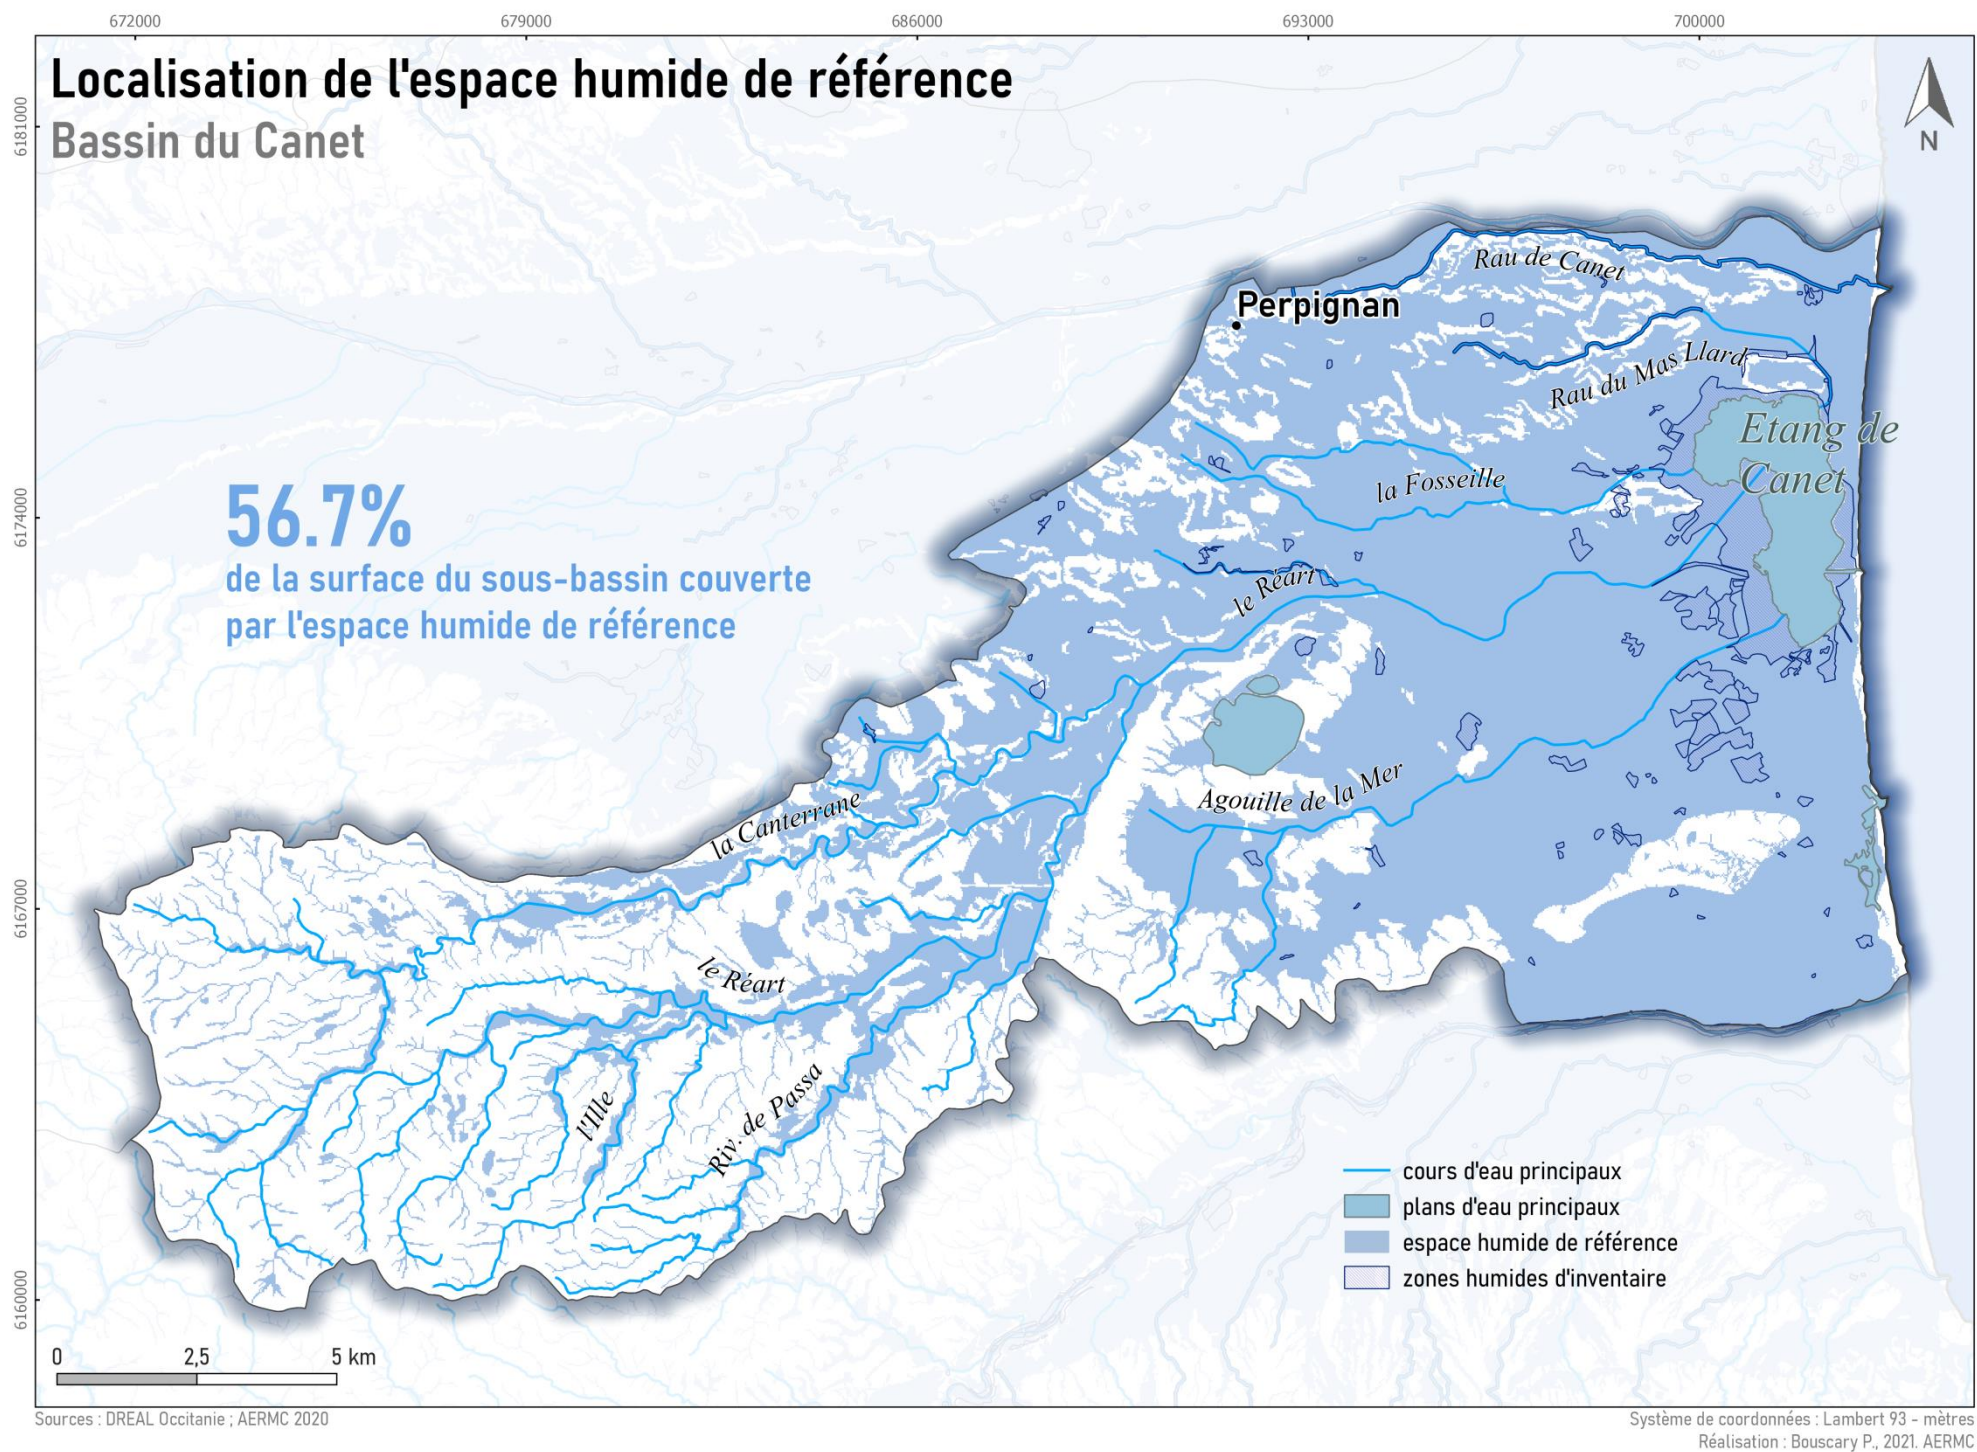 672000
679000
686000
693000
700000
Localisation de l'espace humide de référence
Bassin du Canet
6181000
6174000
6167000
6160000
N
Rau de Canet
Perpignan
Rau du Mas Llard
Etang de
Canet
la Fosseille
56.7%
de la surface du sous-bassin couverte
par l'espace humide de référence
le Réart
Agouille de la Mer
la Canterrane
le Réart
l'Ille
Riv. de Passa
cours d'eau principaux
plans d'eau principaux
espace humide de référence
zones humides d'inventaire
0 2,5 5 km
Sources : DREAL Occitanie ; AERMC 2020
Système de coordonnées : Lambert 93 - mètres
Réalisation : Bouscary P., 2021. AERMC